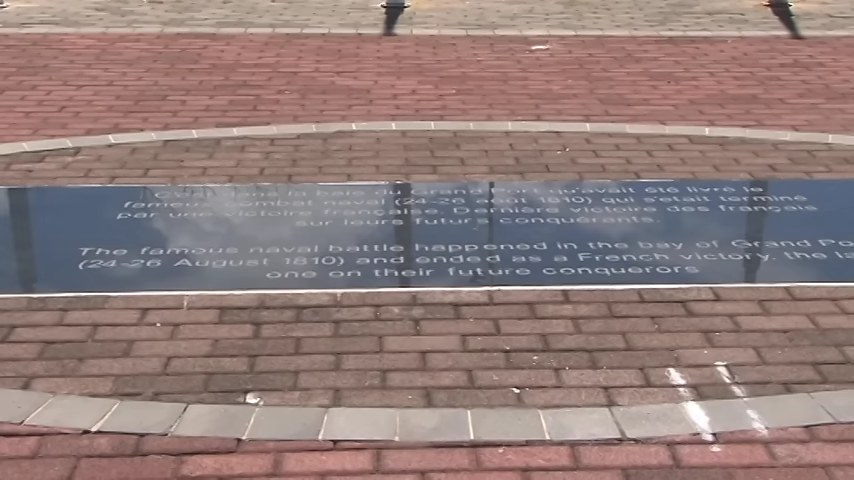 C'est dans la baie du Grand Port qu'avait été livré le
fameux combat naval (24-26 août 1810) qui s'etait terminé
par une victoire française. Dernière victoire des français
sur leurs futurs conquérants.
The famous naval battle happened in the bay of Grand Po
(24-26 August 1810) and ended as a French victory. the la
one on their future conquerors